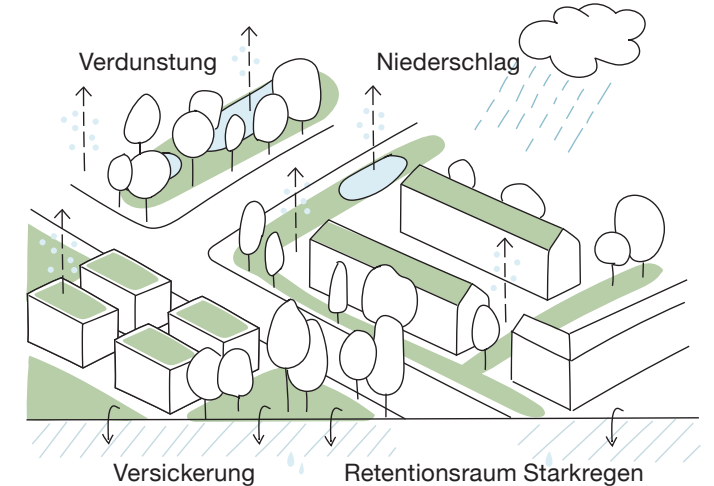 Verdunstung
Niederschlag
Versickerung
Retentionsraum Starkregen